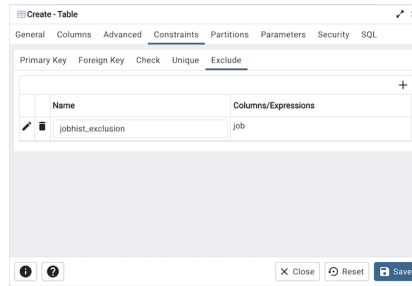 Create - Table
General Columns Advanced Constraints Partitions Parameters Security SQL
Primary Key Foreign Key Check Unique Exclude
Name Columns/Expressions
jobhist_exclusion job
Close Reset Save